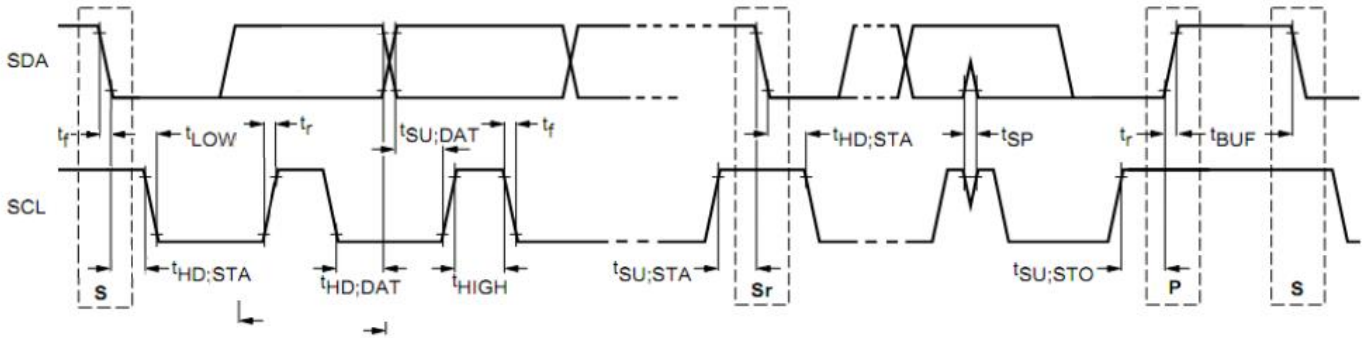 SDA
t_f t_LOW t_r t_SU;DAT t_f t_HD;STA t_SP t_r t_BUF
SCL
t_HD;STA t_HD;DAT t_HIGH t_SU;STA t_SU;STO
S Sr P S